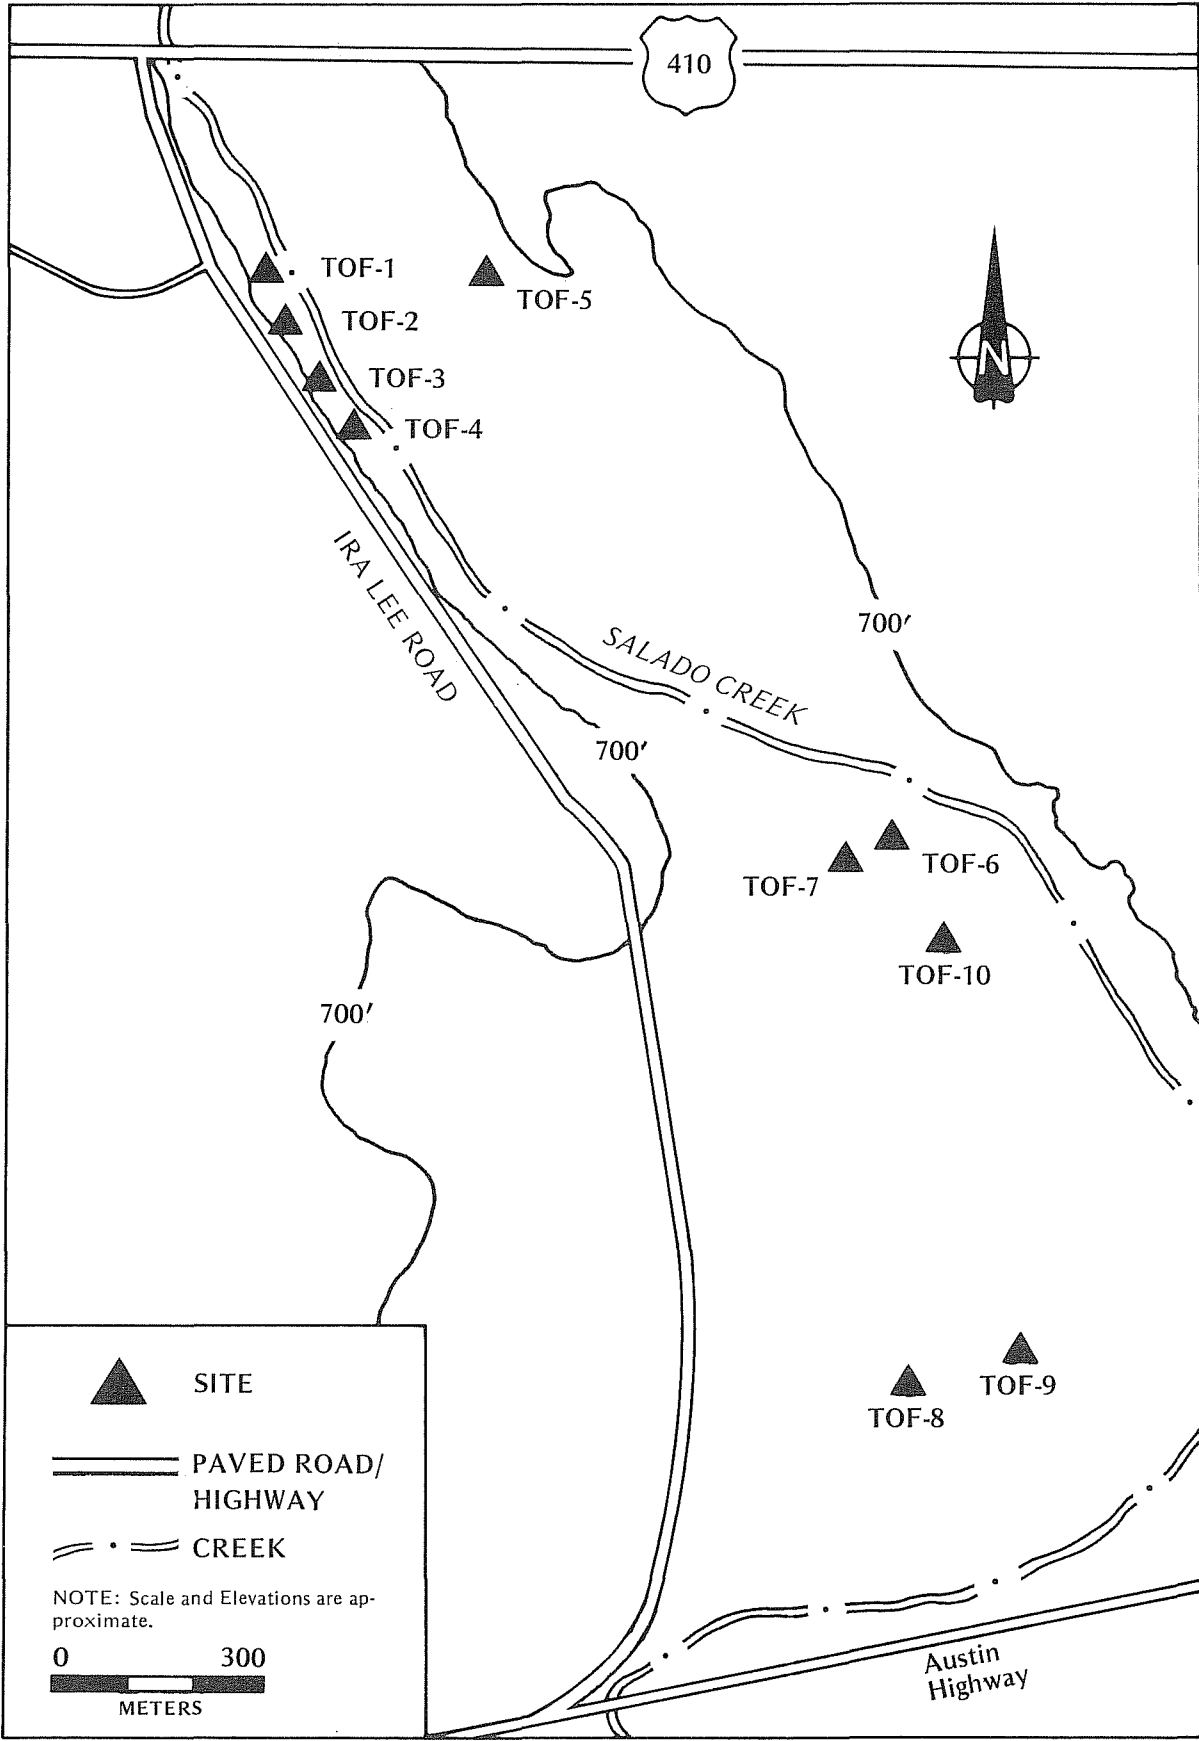 410
TOF-1
TOF-5
TOF-2
N
TOF-3
TOF-4
IRA LEE ROAD
700'
SALADO CREEK
700'
TOF-6
TOF-7
TOF-10
700'
TOF-9
TOF-8
SITE
PAVED ROAD/
HIGHWAY
CREEK
NOTE: Scale and Elevations are ap-
proximate.
0 300
METERS
Austin
Highway